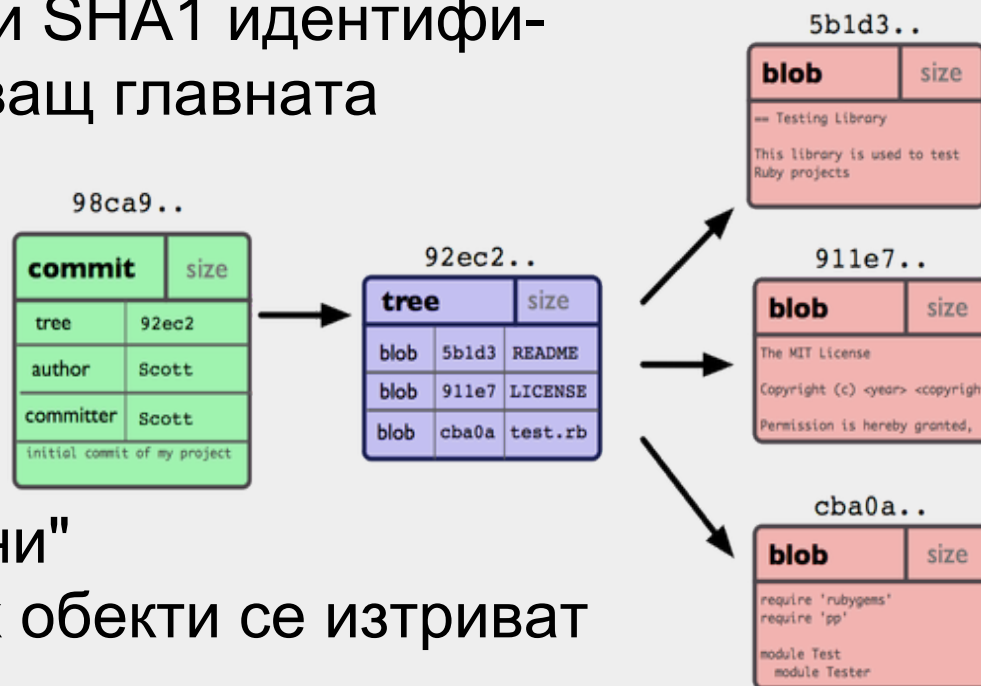 и SHA1 идентифи-
ващ главната
98ca9..
commit size
tree 92ec2
author Scott
committer Scott
initial commit of my project
92ec2..
tree size
blob 5b1d3 README
blob 911e7 LICENSE
blob cba0a test.rb
5b1d3..
blob size
== Testing Library
This library is used to test
Ruby projects
911e7..
blob size
The MIT License
Copyright (c) <year> <copyrigh
Permission is hereby granted,
cba0a..
blob size
require 'rubygems'
require 'pp'
module Test
module Tester
ни"
обекти се изтриват